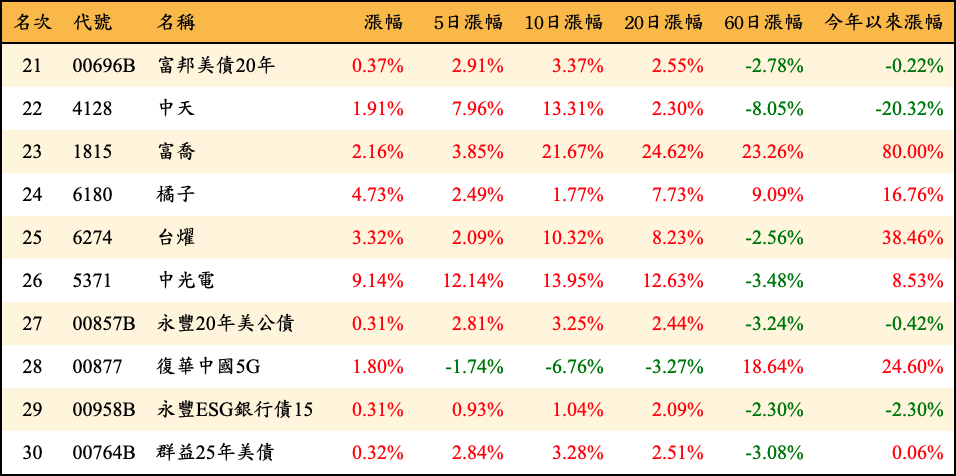 名次 代號 名稱 漲幅 5日漲幅 10日漲幅 20日漲幅 60日漲幅 今年以來漲幅
21 00696B 富邦美債20年 0.37% 2.91% 3.37% 2.55% -2.78% -0.22%
22 4128 中天 1.91% 7.96% 13.31% 2.30% -8.05% -20.32%
23 1815 富喬 2.16% 3.85% 21.67% 24.62% 23.26% 80.00%
24 6180 橘子 4.73% 2.49% 1.77% 7.73% 9.09% 16.76%
25 6274 台燿 3.32% 2.09% 10.32% 8.23% -2.56% 38.46%
26 5371 中光電 9.14% 12.14% 13.95% 12.63% -3.48% 8.53%
27 00857B 永豐20年美公債 0.31% 2.81% 3.25% 2.44% -3.24% -0.42%
28 00877 復華中國5G 1.80% -1.74% -6.76% -3.27% 18.64% 24.60%
29 00958B 永豐ESG銀行債15 0.31% 0.93% 1.04% 2.09% -2.30% -2.30%
30 00764B 群益25年美債 0.32% 2.84% 3.28% 2.51% -3.08% 0.06%